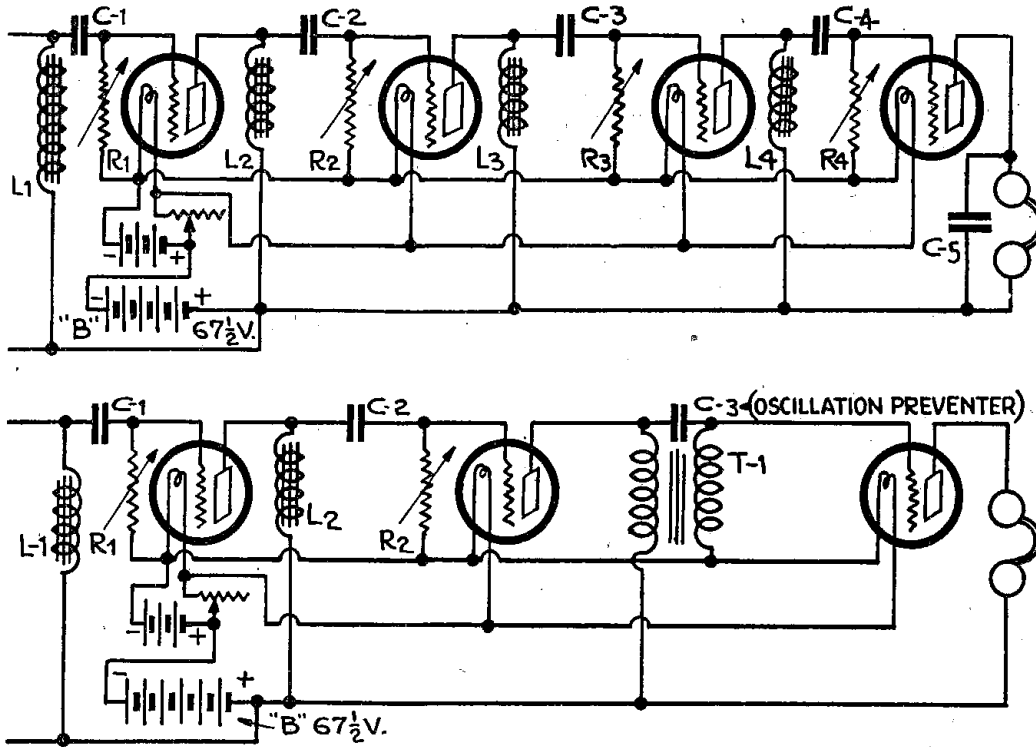 C-1
C-2
C-3
C-4
L1
R1
L2
R2
L3
R3
L4
R4
C-5
- +
- +
"B" 67½V.
C-1
C-2
C-3 (OSCILLATION PREVENTER)
T-1
L-1
R1
L2
R2
- +
- +
"B" 67½V.